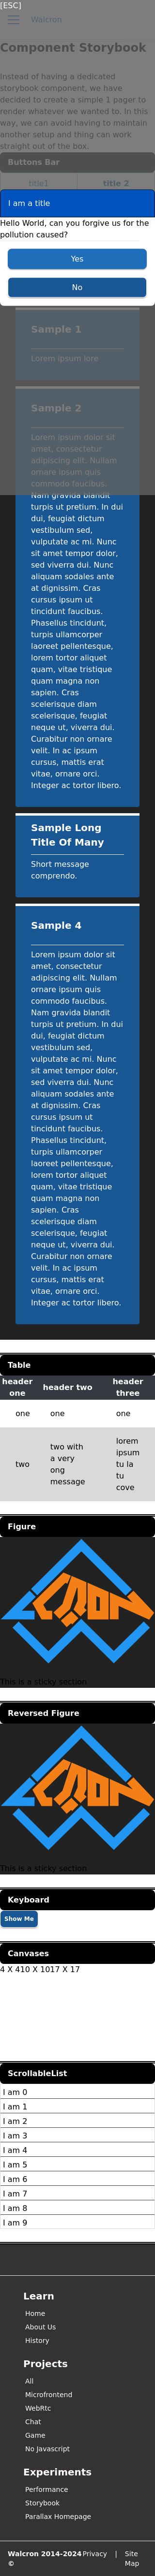 [ESC]
Walcron
Component Storybook
Instead of having a dedicated
storybook component, we have
decided to create a simple 1 pager to
render whatever we wanted to. In this
way, we can avoid having to maintain
another setup and thing can work
straight out of the box.
Buttons Bar
title1 title 2
I am a title
Hello World, can you forgive us for the
pollution caused?
Yes
No
Sample 1
Lorem ipsum lore
Sample 2
Lorem ipsum dolor sit
amet, consectetur
adipiscing elit. Nullam
ornare ipsum quis
commodo faucibus.
Nam gravida blandit
turpis ut pretium. In dui
dui, feugiat dictum
vestibulum sed,
vulputate ac mi. Nunc
sit amet tempor dolor,
sed viverra dui. Nunc
aliquam sodales ante
at dignissim. Cras
cursus ipsum ut
tincidunt faucibus.
Phasellus tincidunt,
turpis ullamcorper
laoreet pellentesque,
lorem tortor aliquet
quam, vitae tristique
quam magna non
sapien. Cras
scelerisque diam
scelerisque, feugiat
neque ut, viverra dui.
Curabitur non ornare
velit. In ac ipsum
cursus, mattis erat
vitae, ornare orci.
Integer ac tortor libero.
Sample Long
Title Of Many
Short message
comprendo.
Sample 4
Lorem ipsum dolor sit
amet, consectetur
adipiscing elit. Nullam
ornare ipsum quis
commodo faucibus.
Nam gravida blandit
turpis ut pretium. In dui
dui, feugiat dictum
vestibulum sed,
vulputate ac mi. Nunc
sit amet tempor dolor,
sed viverra dui. Nunc
aliquam sodales ante
at dignissim. Cras
cursus ipsum ut
tincidunt faucibus.
Phasellus tincidunt,
turpis ullamcorper
laoreet pellentesque,
lorem tortor aliquet
quam, vitae tristique
quam magna non
sapien. Cras
scelerisque diam
scelerisque, feugiat
neque ut, viverra dui.
Curabitur non ornare
velit. In ac ipsum
cursus, mattis erat
vitae, ornare orci.
Integer ac tortor libero.
Table
header one header two header three
one one one
two two with a very ong message lorem ipsum tu la tu cove
Figure
This is a sticky section
Reversed Figure
This is a sticky section
Keyboard
Show Me
Canvases
4 X 410 X 1017 X 17
ScrollableList
I am 0
I am 1
I am 2
I am 3
I am 4
I am 5
I am 6
I am 7
I am 8
I am 9
Learn
Home
About Us
History
Projects
All
Microfrontend
WebRtc
Chat
Game
No Javascript
Experiments
Performance
Storybook
Parallax Homepage
Walcron 2014-2024 © Privacy | Site Map